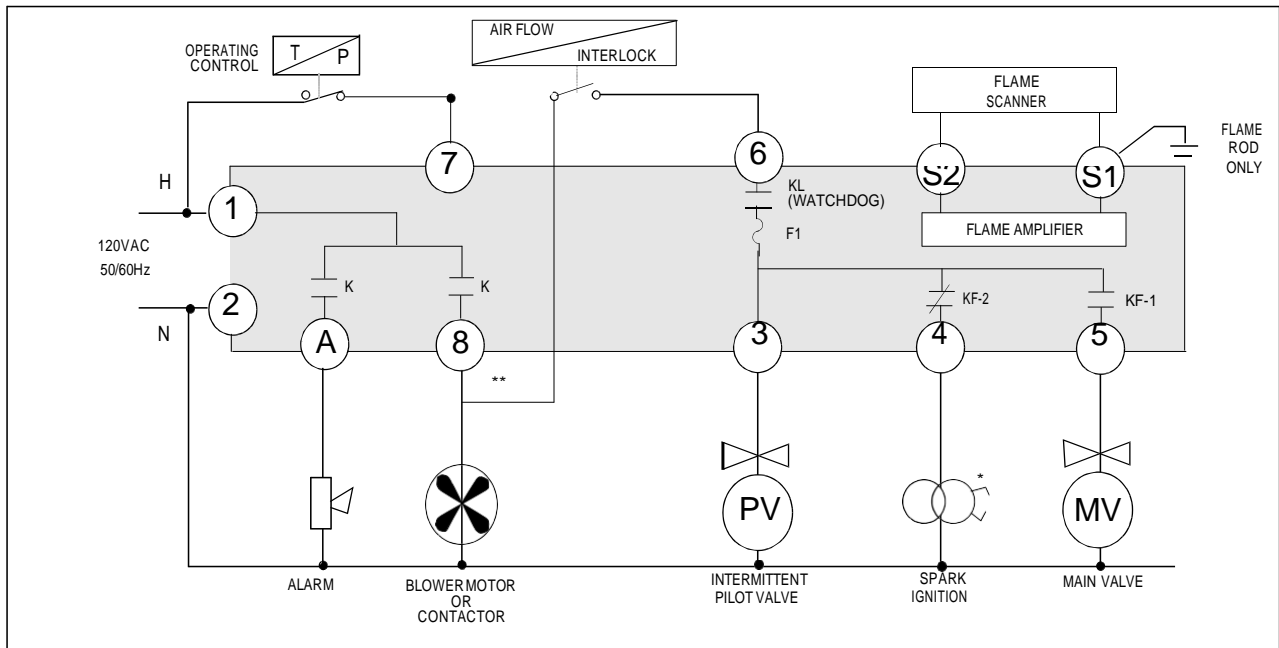 OPERATING
CONTROL
T
P
AIR FLOW
INTERLOCK
FLAME
SCANNER
FLAME
ROD
ONLY
7
6
S2
S1
H
1
KL
(WATCHDOG)
F1
FLAME AMPLIFIER
120VAC
50/60Hz
K
K
KF-2
KF-1
2
N
A
8
3
4
5
**
*
PV
MV
ALARM
BLOWER MOTOR
OR
CONTACTOR
INTERMITTENT
PILOT VALVE
SPARK
IGNITION
MAIN VALVE